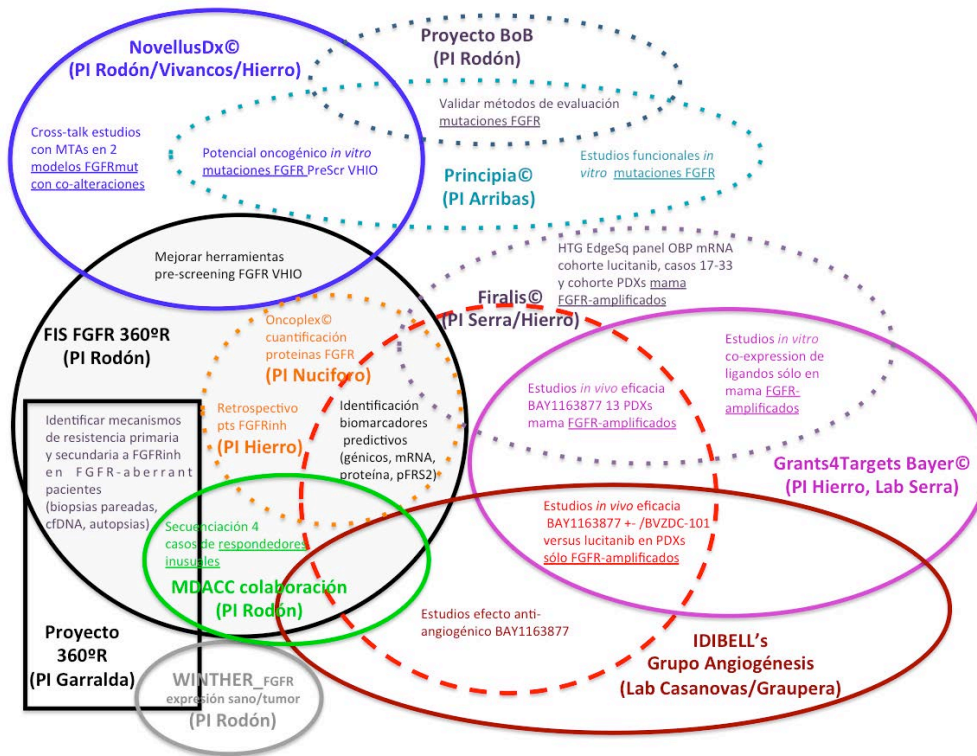 NovellusDx©
(PI Rodón/Vivancos/Hierro)
Proyecto BoB
(PI Rodón)
Validar métodos de evaluación
mutaciones FGFR
Cross-talk estudios
con MTAs en 2
modelos FGFRmut
con co-alteraciones
Potencial oncogénico in vitro
mutaciones FGFR PreScr VHIO
Principia©
(PI Arribas)
Estudios funcionales in
vitro mutaciones FGFR
Mejorar herramientas
pre-screening FGFR VHIO
HTG EdgeSq panel OBP mRNA
cohorte lucitanib, casos 17-33
y cohorte PDXs mama
FGFR-amplificados
Firalis©
(PI Serra/Hierro)
FIS FGFR 360ºR
(PI Rodón)
Oncoplex©
cuantificación
proteinas FGFR
(PI Nuciforo)
Retrospectivo
pts FGFRinh
(PI Hierro)
Identificación
biomarcadores
predictivos
(génicos, mRNA,
proteína, pFRS2)
Estudios in vivo eficacia
BAY1163877 13 PDXs
mama FGFR-amplificados
Estudios in vitro
co-expression de
ligandos sólo en
mama FGFR-
amplificados
Grants4Targets Bayer©
(PI Hierro, Lab Serra)
Identificar mecanismos
de resistencia primaria
y secundaria a FGFRinh
en FGFR-aberrant
pacientes
(biopsias pareadas,
cfDNA, autopsias)
Secuenciación 4
casos de respondedores
inusuales
MDACC colaboración
(PI Rodón)
Estudios in vivo eficacia
BAY1163877 +- /BVZDC-101
versus lucitanib en PDXs
sólo FGFR-amplificados
Estudios efecto anti-
angiogénico BAY1163877
IDIBELL's
Grupo Angiogénesis
(Lab Casanovas/Graupera)
Proyecto
360ºR
(PI Garralda)
WINTHER_FGFR
expresión sano/tumor
(PI Rodón)